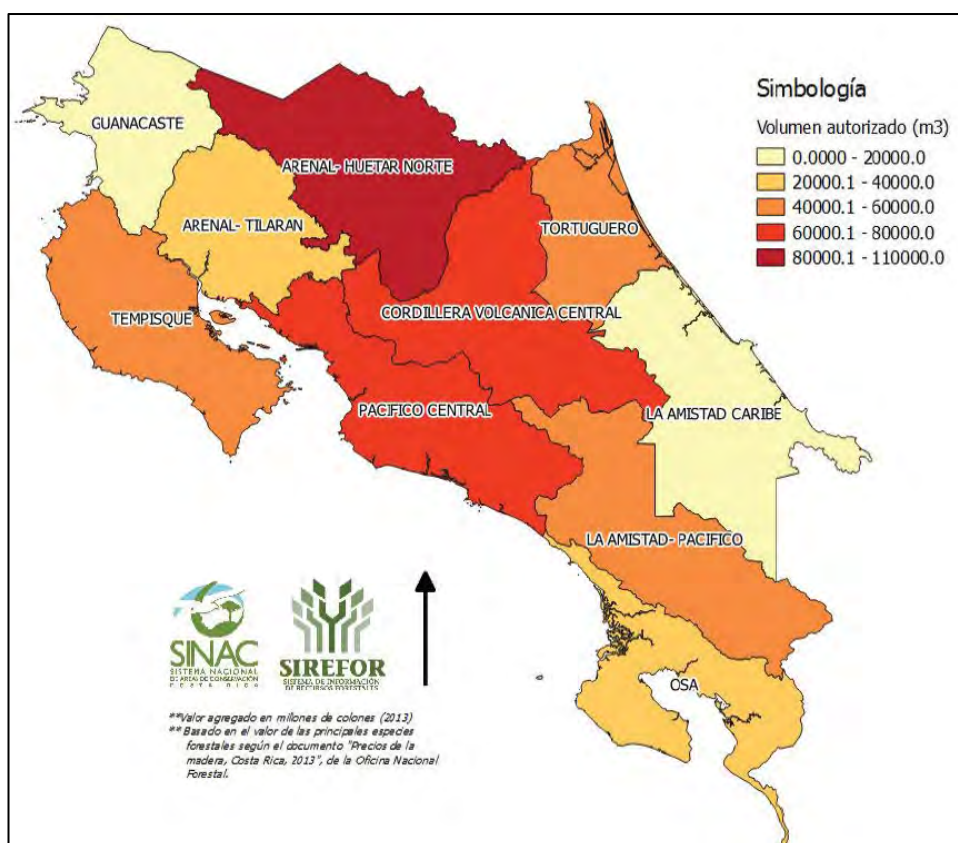 Simbología
Volumen autorizado (m3)
0.0000 - 20000.0
20000.1 - 40000.0
40000.1 - 60000.0
60000.1 - 80000.0
80000.1 - 110000.0
GUANACASTE
ARENAL- HUETAR NORTE
ARENAL- TILARAN
TORTUGUERO
TEMPISQUE
CORDILLERA VOLCANICA CENTRAL
PACIFICO CENTRAL
LA AMISTAD CARIBE
LA AMISTAD- PACIFICO
OSA
SINAC
SISTEMA NACIONAL
DE AREAS DE CONSERVACIÓN
COSTA RICA
SIREFOR
SISTEMA DE INFORMACIÓN
DE RECURSOS FORESTALES
**Valor agregado en millones de colones (2013)
** Basado en el valor de las principales especies
forestales según el documento "Precios de la
madera, Costa Rica, 2013", de la Oficina Nacional
Forestal.